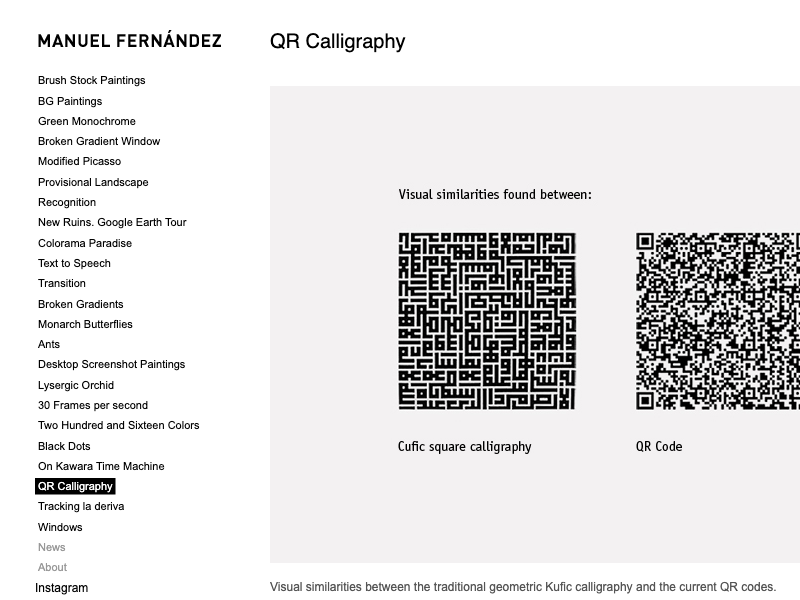 MANUEL FERNÁNDEZ
Brush Stock Paintings
BG Paintings
Green Monochrome
Broken Gradient Window
Modified Picasso
Provisional Landscape
Recognition
New Ruins. Google Earth Tour
Colorama Paradise
Text to Speech
Transition
Broken Gradients
Monarch Butterflies
Ants
Desktop Screenshot Paintings
Lysergic Orchid
30 Frames per second
Two Hundred and Sixteen Colors
Black Dots
On Kawara Time Machine
QR Calligraphy
Tracking la deriva
Windows
News
About
Instagram
QR Calligraphy
Visual similarities found between:
Cufic square calligraphy
QR Code
Visual similarities between the traditional geometric Kufic calligraphy and the current QR codes.